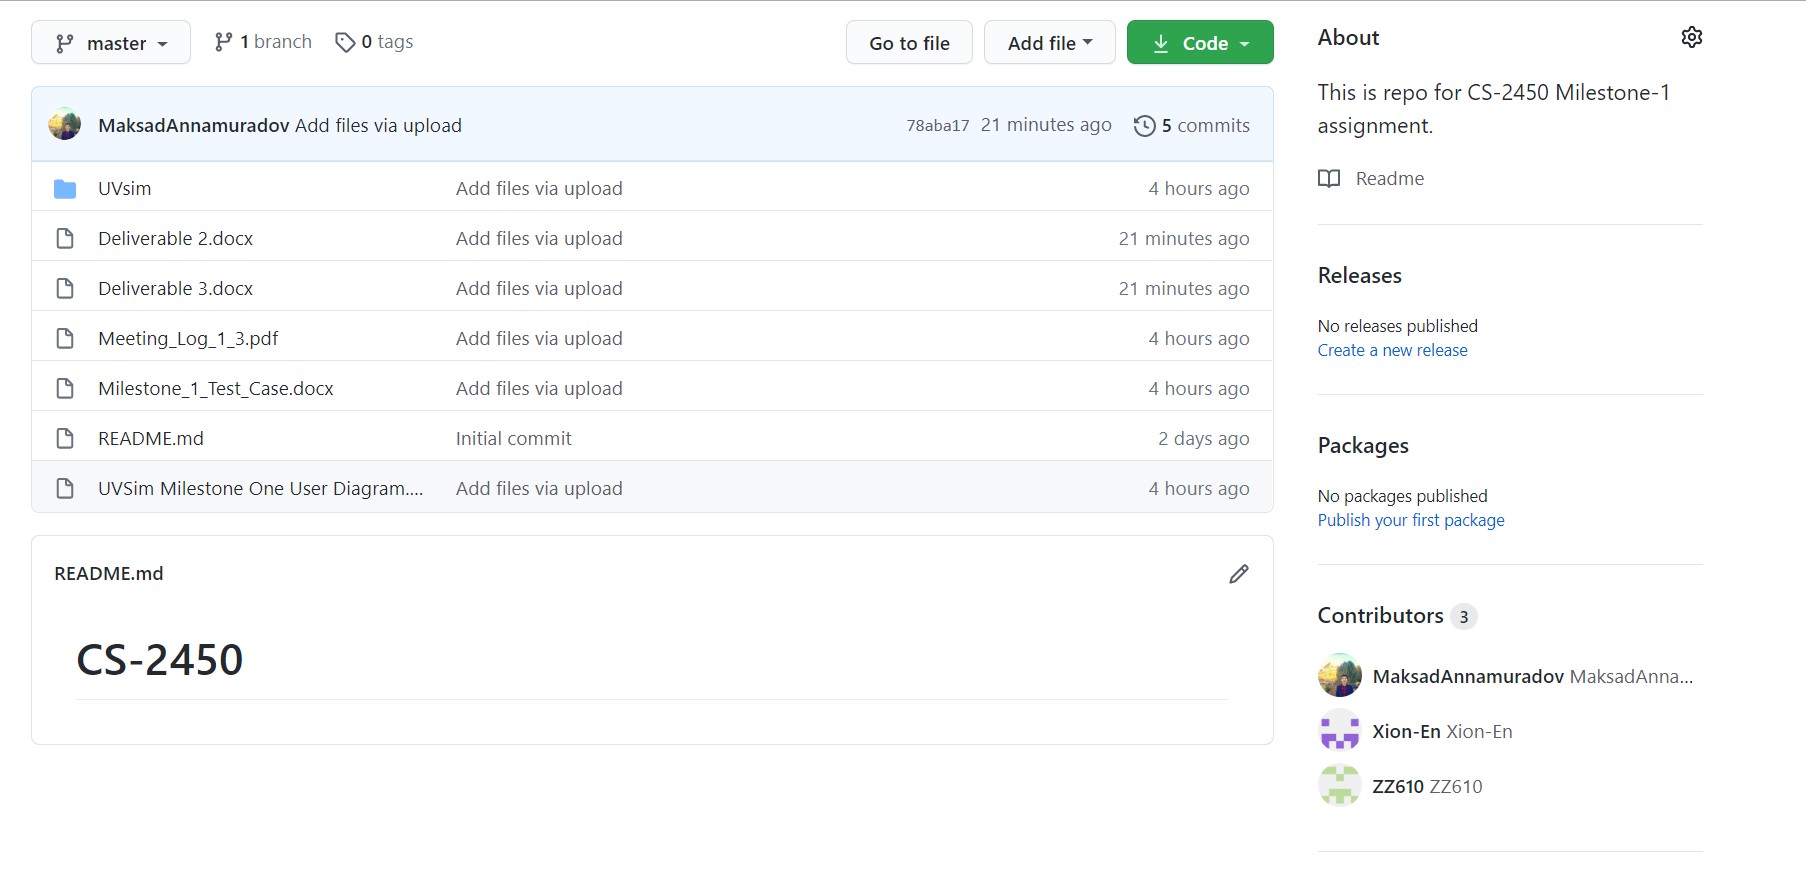 master 1 branch 0 tags Go to file Add file Code
MaksadAnnamuradov Add files via upload 78aba17 21 minutes ago 5 commits
UVsim Add files via upload 4 hours ago
Deliverable 2.docx Add files via upload 21 minutes ago
Deliverable 3.docx Add files via upload 21 minutes ago
Meeting_Log_1_3.pdf Add files via upload 4 hours ago
Milestone_1_Test_Case.docx Add files via upload 4 hours ago
README.md Initial commit 2 days ago
UVSim Milestone One User Diagram.... Add files via upload 4 hours ago
README.md
CS-2450
About
This is repo for CS-2450 Milestone-1
assignment.
Readme
Releases
No releases published
Create a new release
Packages
No packages published
Publish your first package
Contributors 3
MaksadAnnamuradov MaksadAnna...
Xion-En Xion-En
ZZ610 ZZ610